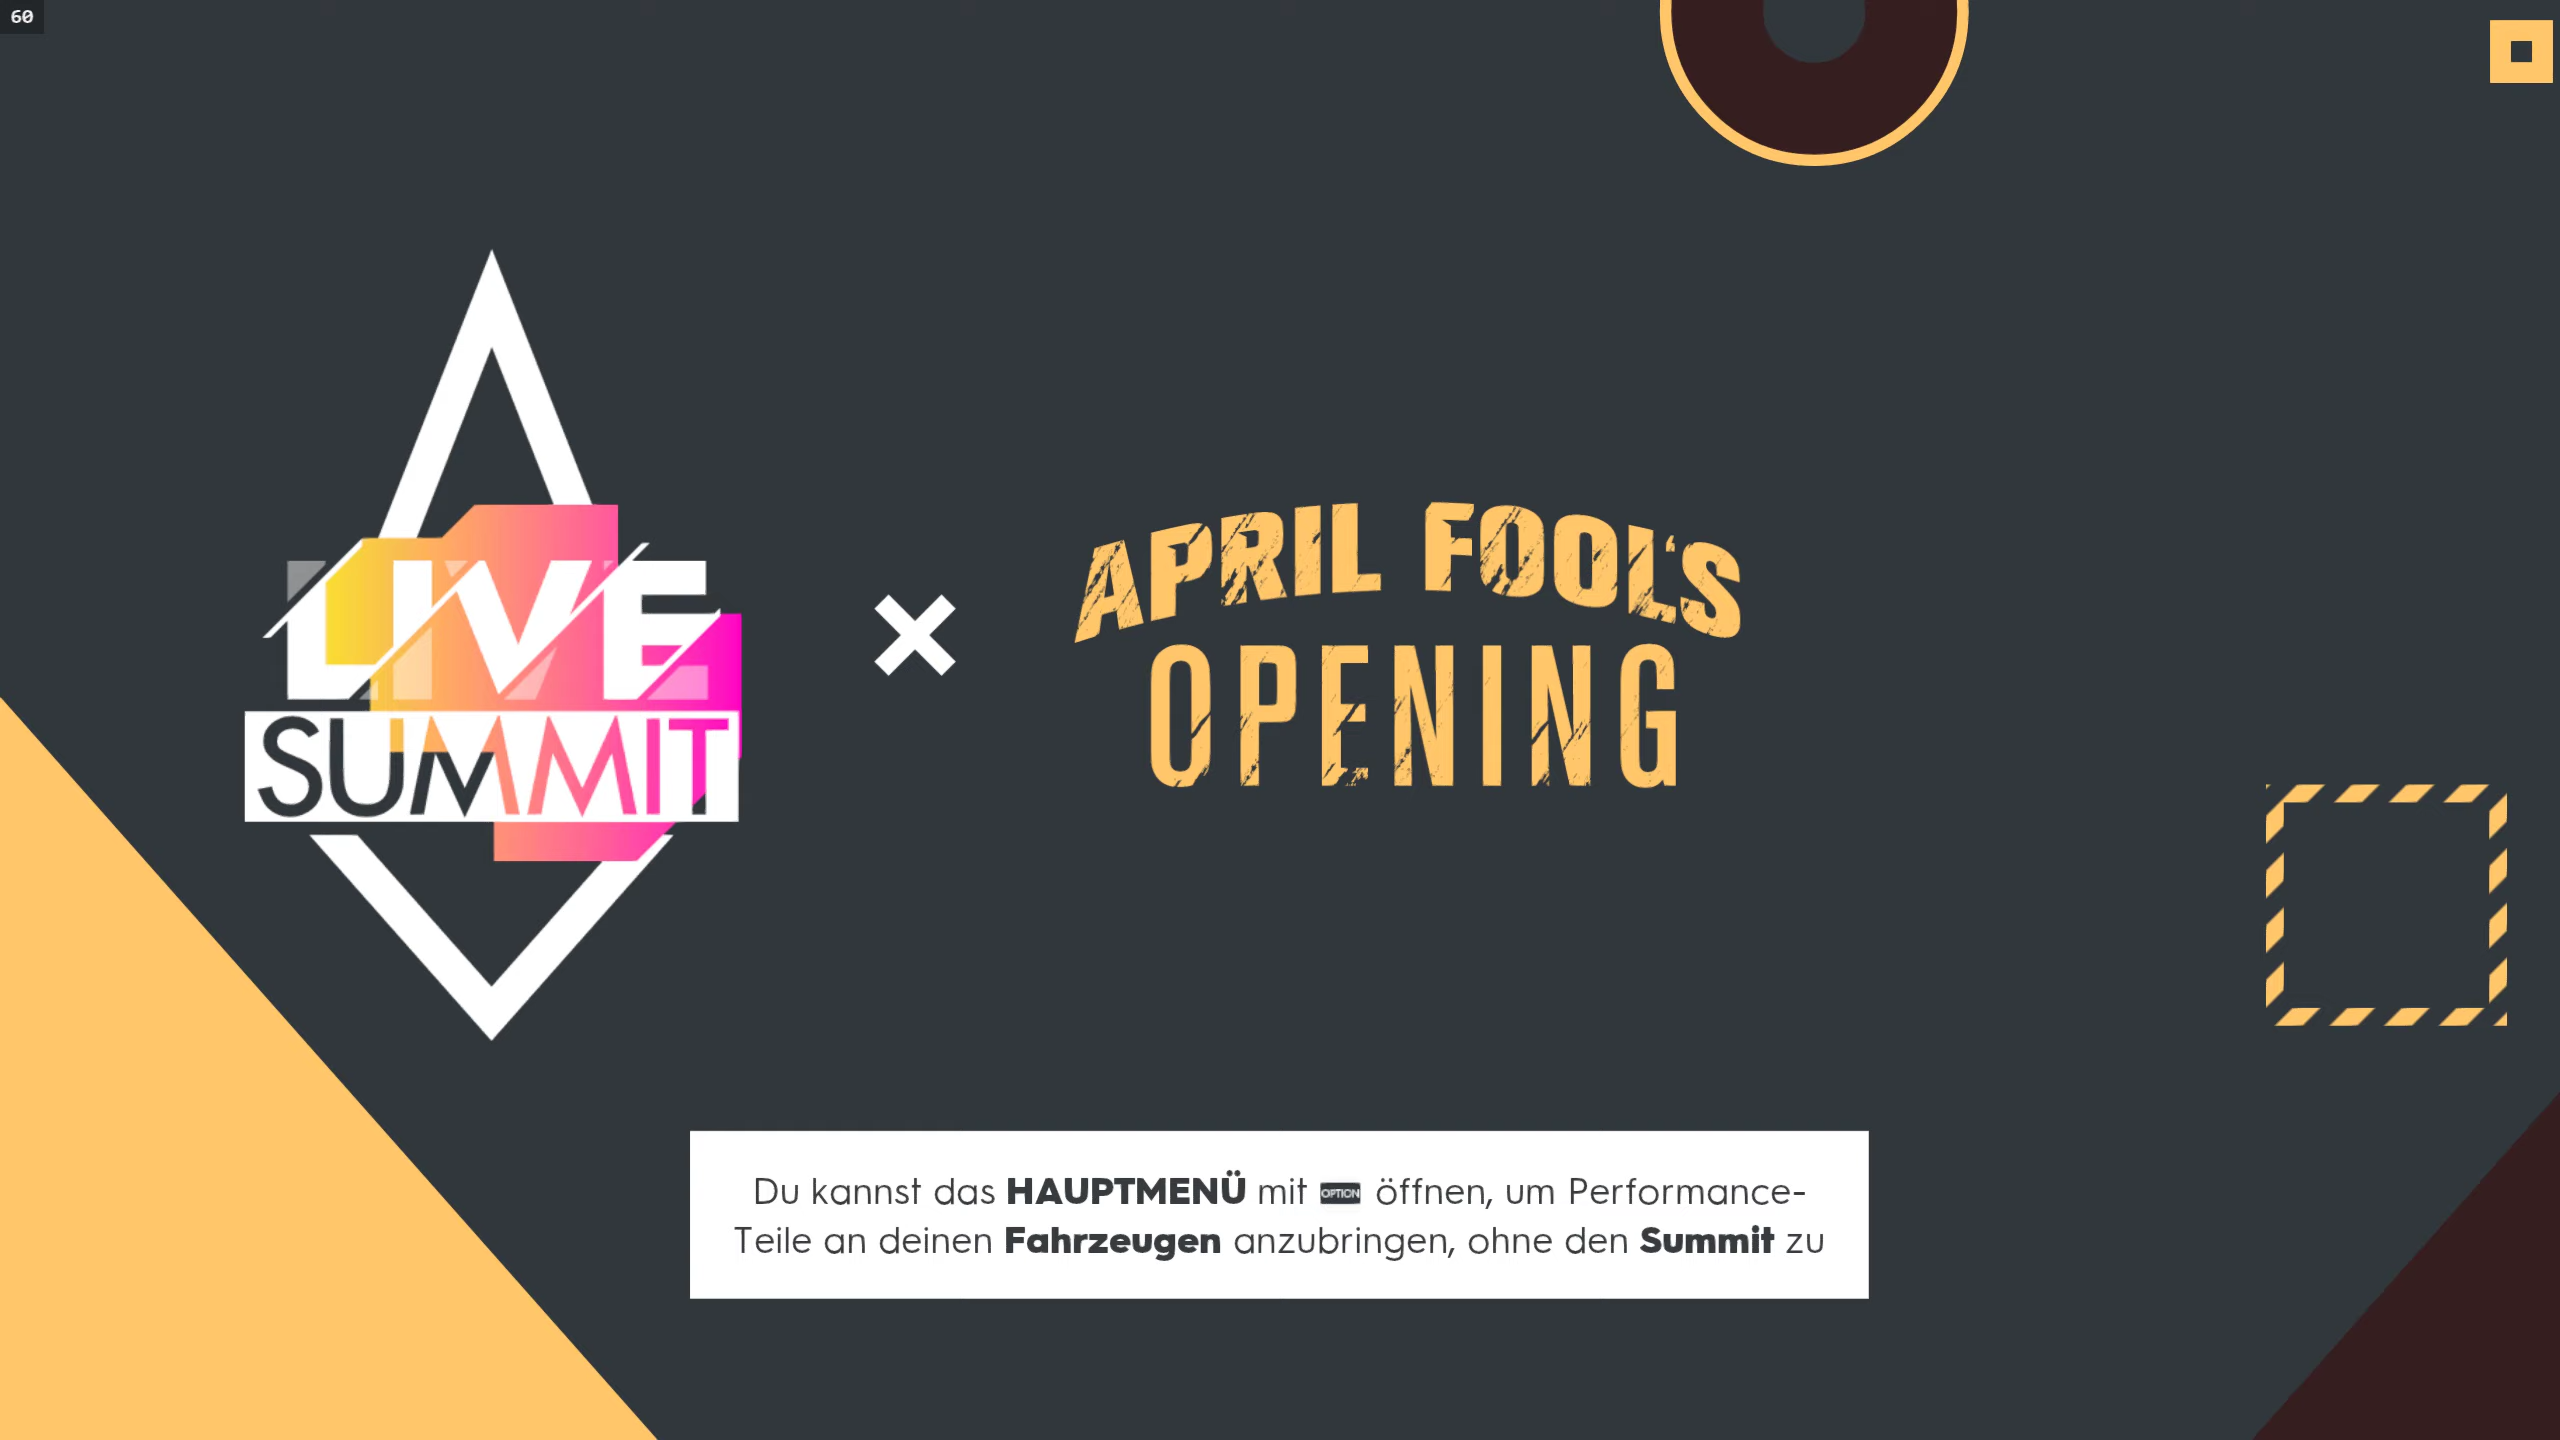 60
LIVE
SUMMIT
×
APRIL FOOL'S
OPENING
Du kannst das HAUPTMENÜ mit OPTION öffnen, um Performance-
Teile an deinen Fahrzeugen anzubringen, ohne den Summit zu